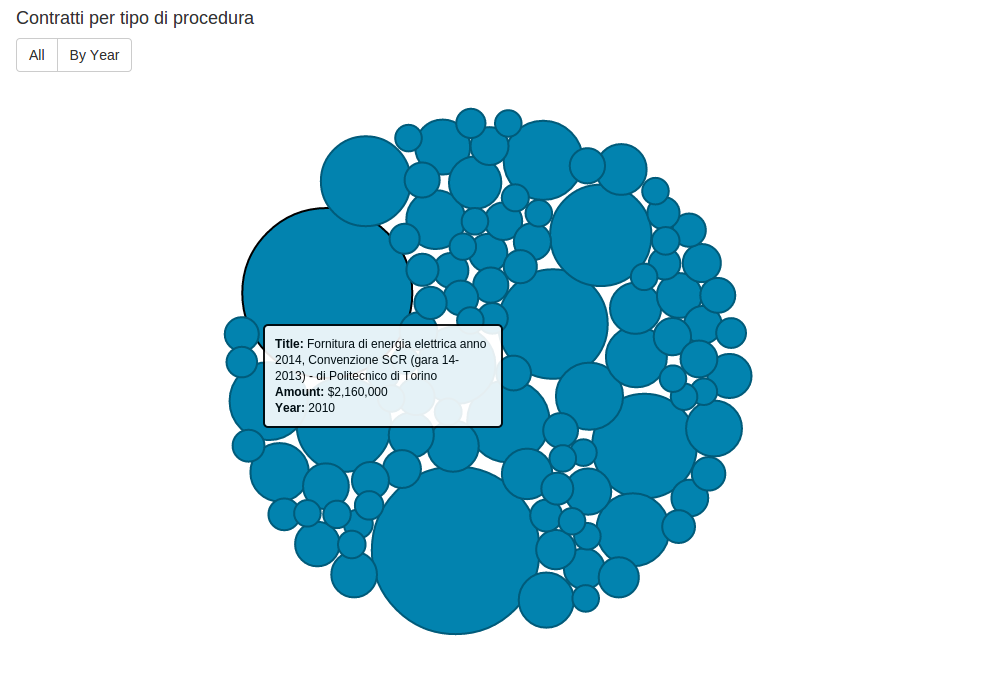 Contratti per tipo di procedura
All By Year
Title: Fornitura di energia elettrica anno
2014, Convenzione SCR (gara 14-
2013) - di Politecnico di Torino
Amount: $2,160,000
Year: 2010